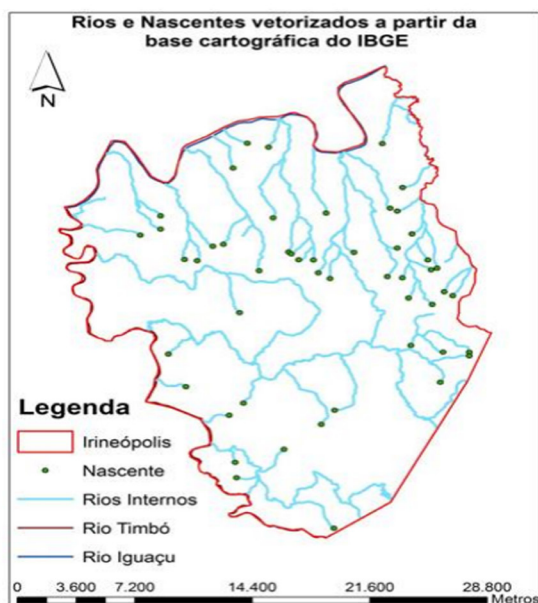 Rios e Nascentes vetorizados a partir da
base cartográfica do IBGE
N
Legenda
Irineópolis
Nascente
Rios Internos
Rio Timbó
Rio Iguaçu
0 3.600 7.200 14.400 21.600 28.800
Metros